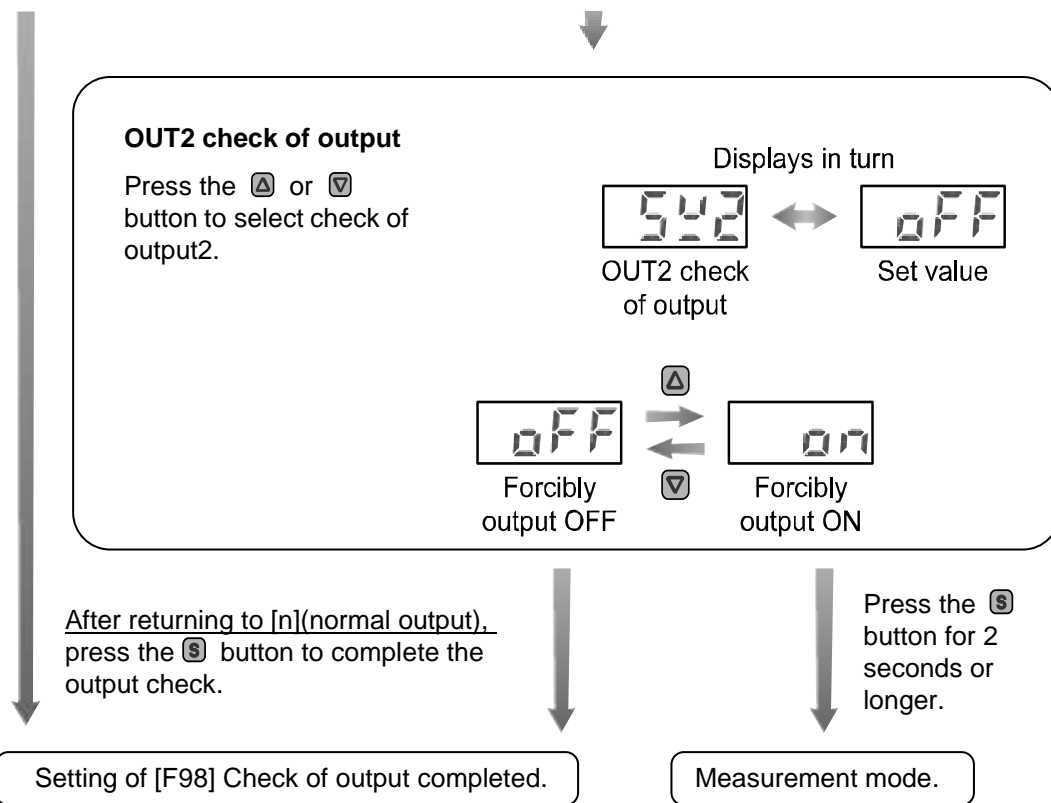 OUT2 check of output
Press the △ or ▽
button to select check of
output2.
Displays in turn
Sw2
oFF
OUT2 check
of output
Set value
△
oFF
on
▽
Forcibly
output OFF
Forcibly
output ON
After returning to [n](normal output),
press the S button to complete the
output check.
Press the S
button for 2
seconds or
longer.
Setting of [F98] Check of output completed.
Measurement mode.